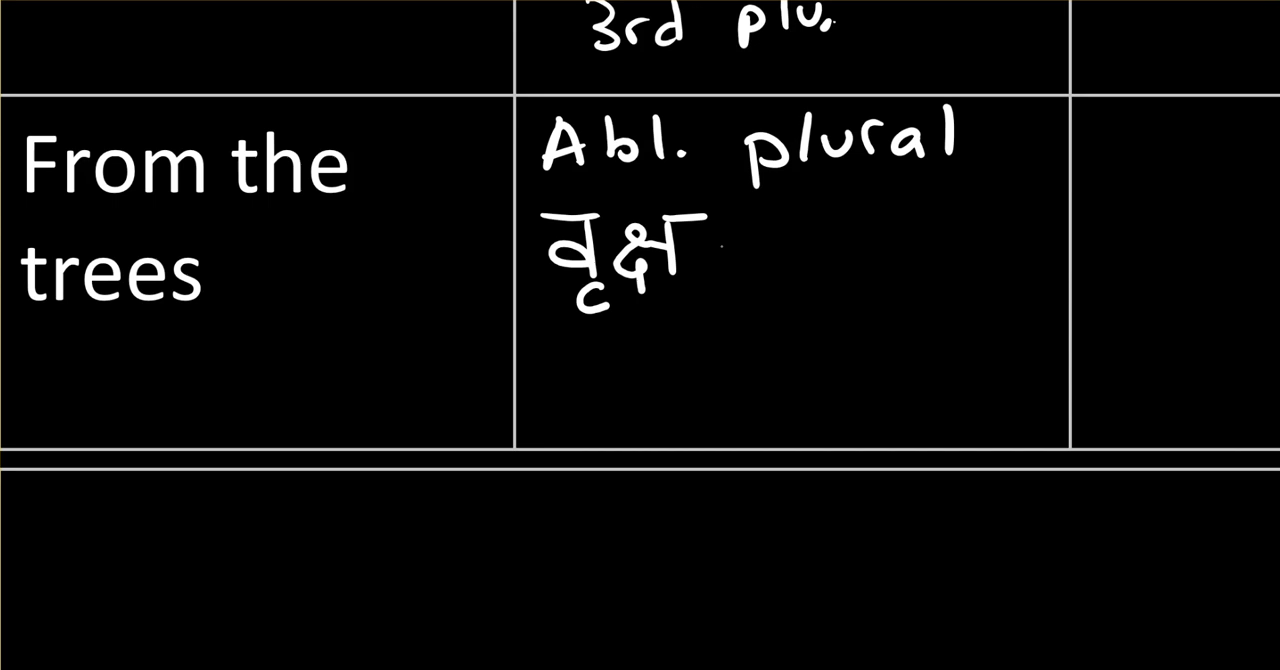 3rd plu.
From the
trees
Abl. plural
वृक्ष